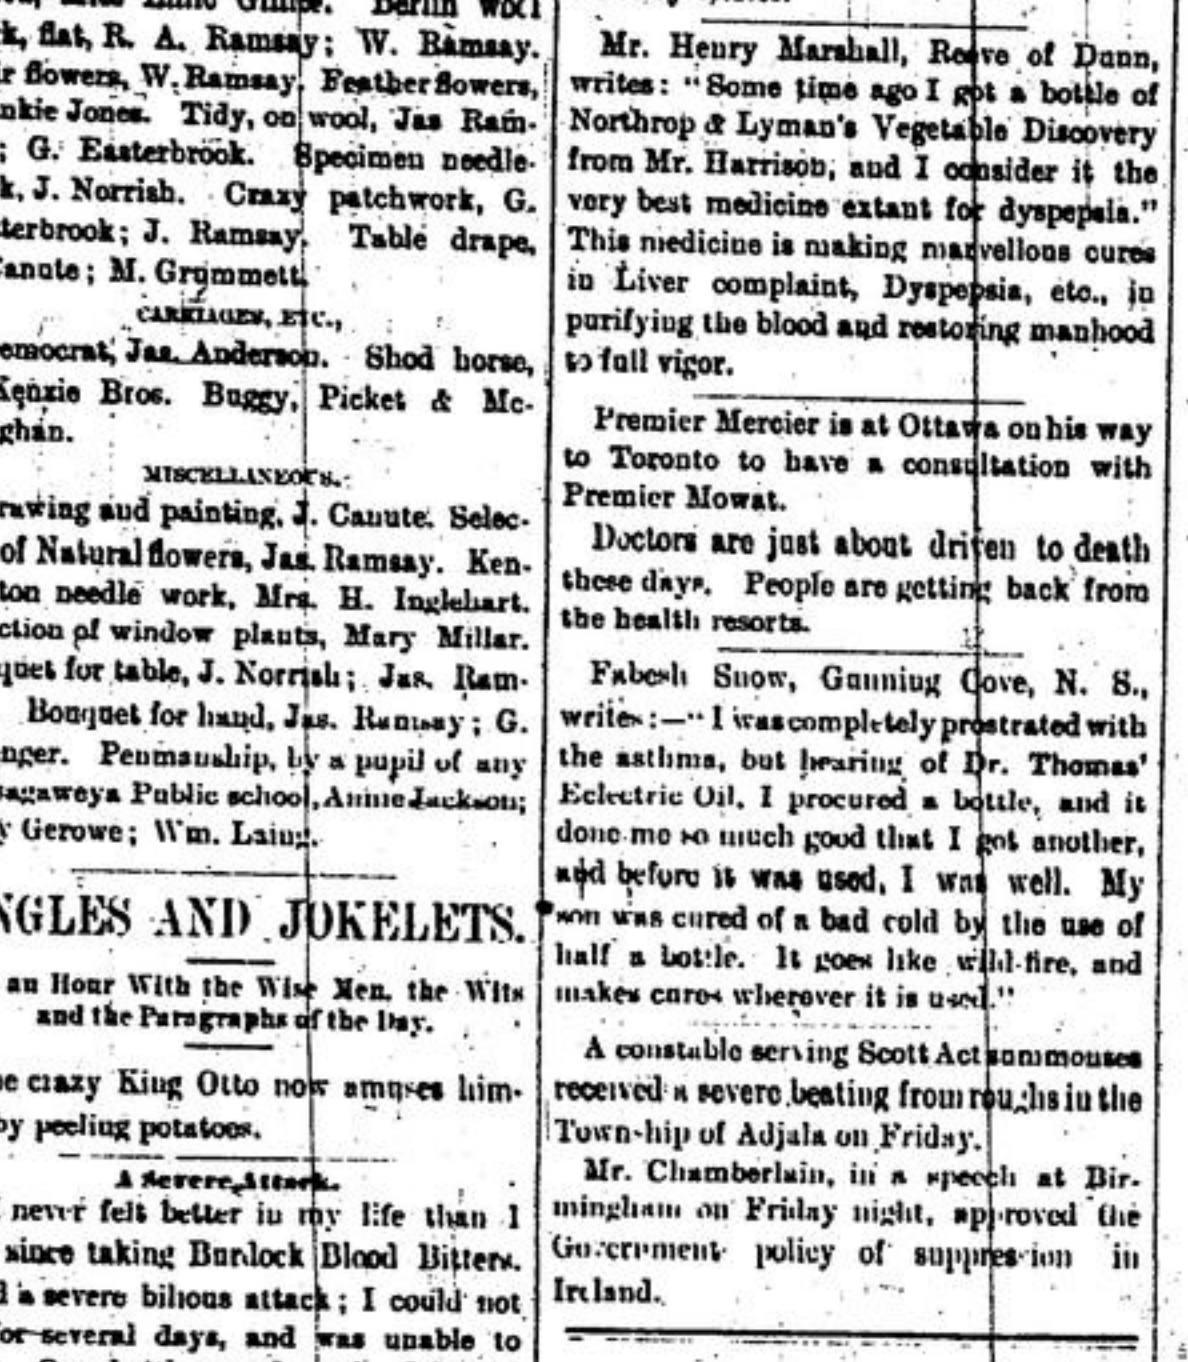 k, flat, R. A. Ramsay; W. Ramsay.
r flowers, W. Ramsay. Feather flowers,
nkie Jones. Tidy, on wool, Jas Ram-
; G. Easterbrook. Specimen needle-
k, J. Norrish. Crazy patchwork, G.
terbrook; J. Ramsay. Table drape,
anute; M. Grummett.
CARRIAGES, ETC.,
emocrat, Jas. Anderson. Shod horse,
Kenzie Bros. Buggy, Picket & Mc-
ghan.
MISCELLANEOUS.
rawing and painting, J. Canute. Selec-
of Natural flowers, Jas. Ramsay. Ken-
ton needle work, Mrs. H. Inglehart.
ction of window plants, Mary Millar.
quet for table, J. Norrish; Jas. Ram-
Bouquet for hand, Jas. Ramsay; G.
nger. Penmanship, by a pupil of any
sagaweya Public school, Annie Jackson;
y Gerowe; Wm. Laing.
NGLES AND JOKELETS.
an Hour With the Wise Men, the Wits
and the Paragraphs of the Day.
he crazy King Otto now amuses him-
by peeling potatoes.
A Severe Attack.
never felt better in my life than I
since taking Burdock Blood Bitters.
d a severe bilious attack; I could not
for several days, and was unable to
Mr. Henry Marshall, Reeve of Dunn,
writes: "Some time ago I got a bottle of
Northrop & Lyman's Vegetable Discovery
from Mr. Harrison, and I consider it the
very best medicine extant for dyspepsia."
This medicine is making marvellous cures
in Liver complaint, Dyspepsia, etc., in
purifying the blood and restoring manhood
to full vigor.
Premier Mercier is at Ottawa on his way
to Toronto to have a consultation with
Premier Mowat.
Doctors are just about driven to death
these days. People are getting back from
the health resorts.
Fabesh Snow, Gunning Cove, N. S.,
writes:—"I was completely prostrated with
the asthma, but hearing of Dr. Thomas'
Eclectric Oil, I procured a bottle, and it
done me so much good that I got another,
and before it was used, I was well. My
son was cured of a bad cold by the use of
half a bottle. It goes like wild-fire, and
makes cures wherever it is used."
A constable serving Scott Act summonses
received a severe beating from roughs in the
Township of Adjala on Friday.
Mr. Chamberlain, in a speech at Bir-
mingham on Friday night, approved the
Government policy of suppression in
Ireland.